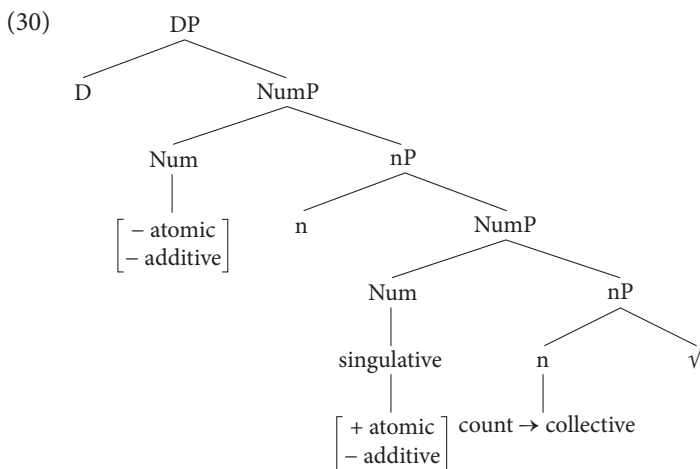 (30)
DP
D NumP
Num nP
[− atomic
− additive]
n NumP
Num nP
singulative n √
[+ atomic
− additive]
count → collective